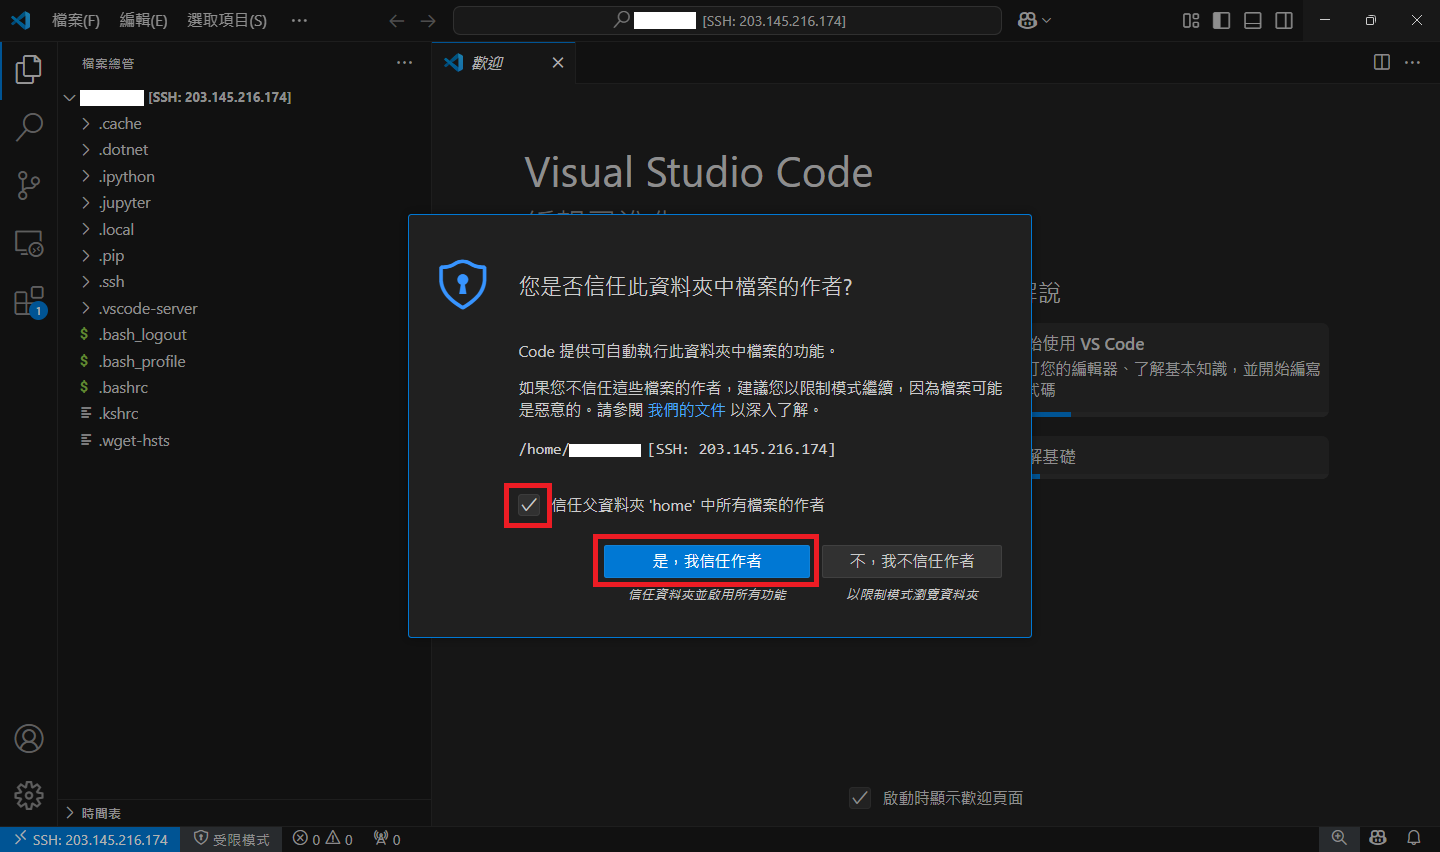 檔案(F) 編輯(E) 選取項目(S) ···
[SSH: 203.145.216.174]
檔案總管
歡迎
[SSH: 203.145.216.174]
.cache
.dotnet
.ipython
.jupyter
.local
.pip
.ssh
.vscode-server
.bash_logout
.bash_profile
.bashrc
.kshrc
.wget-hsts
1
Visual Studio Code
您是否信任此資料夾中檔案的作者?
Code 提供可自動執行此資料夾中檔案的功能。
如果您不信任這些檔案的作者，建議您以限制模式繼續，因為檔案可能
是惡意的。請參閱 我們的文件 以深入了解。
/home/ [SSH: 203.145.216.174]
信任父資料夾 'home' 中所有檔案的作者
是，我信任作者
不，我不信任作者
信任資料夾並啟用所有功能
以限制模式瀏覽資料夾
說
使用 VS Code
您的編輯器、了解基本知識，並開始編寫
碼
基礎
啟動時顯示歡迎頁面
時間表
SSH: 203.145.216.174
受限模式
0 0 0